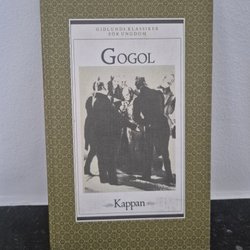 GIDLUNDS KLASSIKER
FÖR UNGDOM
GOGOL
Kappan